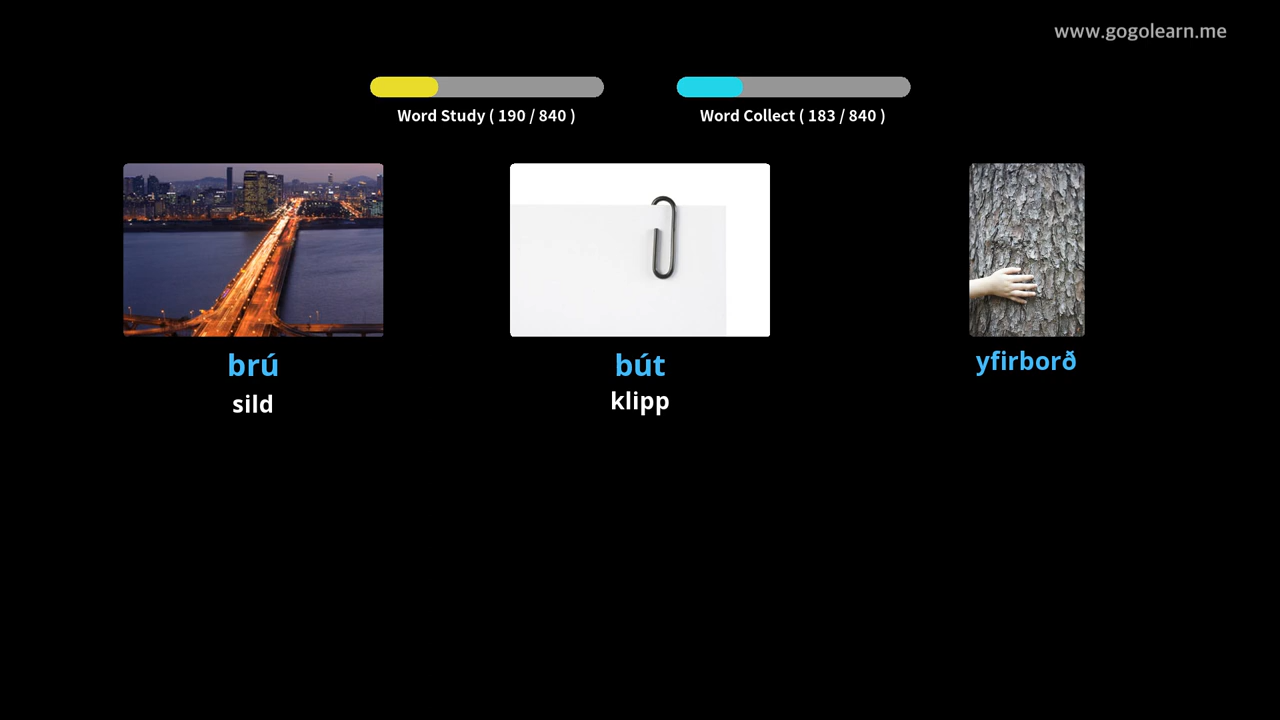 www.gogolearn.me
Word Study ( 190 / 840 )
Word Collect ( 183 / 840 )
brú
sild
bút
klipp
yfirborð